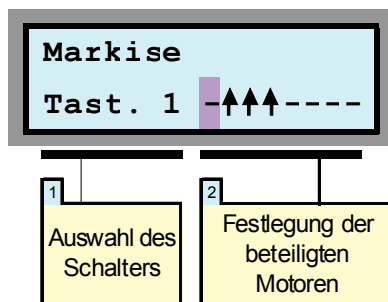 Markise
Tast. 1 -↑↑↑----
1
Auswahl des
Schalters
2
Festlegung der
beteiligten
Motoren